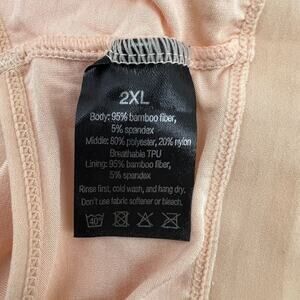 2XL
Body: 95% bamboo fiber,
5% spandex
Middle: 80% polyester, 20% nylon
Breathable TPU
Lining: 95% bamboo fiber,
5% spandex
Rinse first, cold wash, and hang dry.
Don't use fabric softener or bleach.
40°